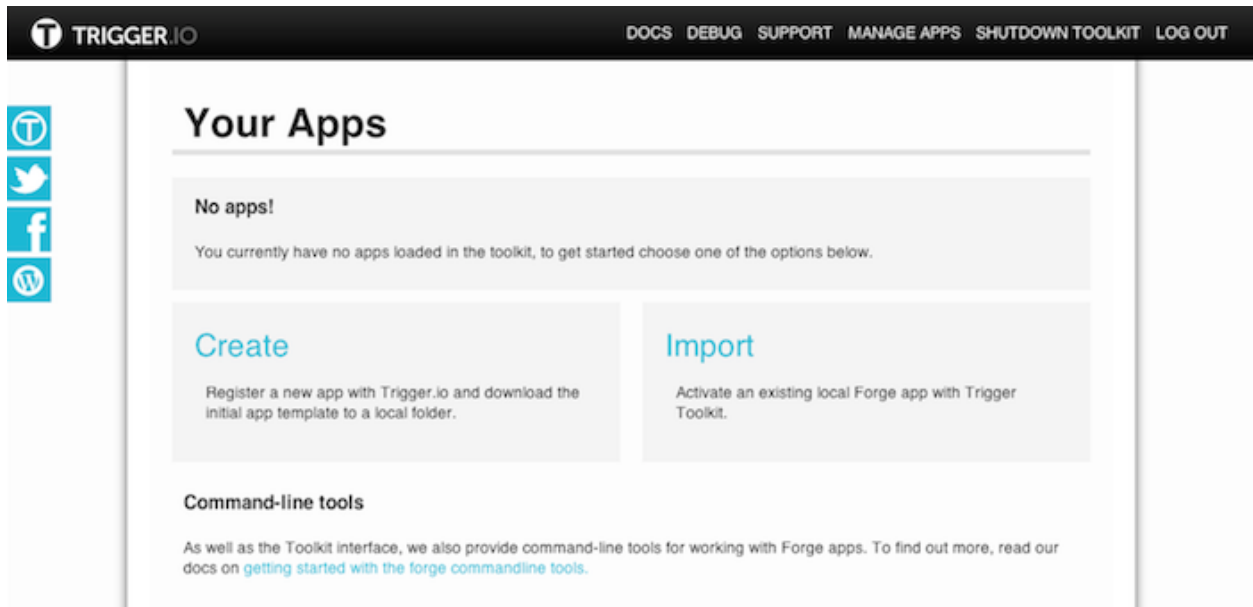 TRIGGER.IO
DOCS DEBUG SUPPORT MANAGE APPS SHUTDOWN TOOLKIT LOG OUT
Your Apps
No apps!
You currently have no apps loaded in the toolkit, to get started choose one of the options below.
Create
Register a new app with Trigger.io and download the
initial app template to a local folder.
Import
Activate an existing local Forge app with Trigger
Toolkit.
Command-line tools
As well as the Toolkit interface, we also provide command-line tools for working with Forge apps. To find out more, read our
docs on getting started with the forge commandline tools.